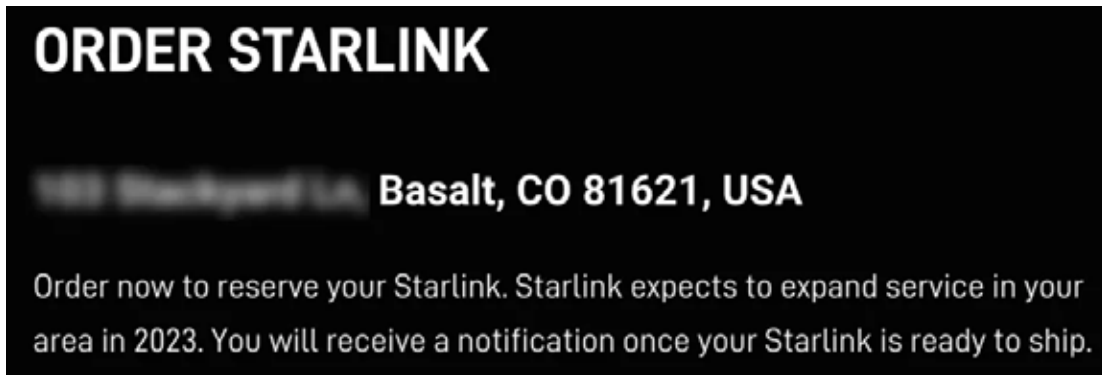 ORDER STARLINK
Basalt, CO 81621, USA
Order now to reserve your Starlink. Starlink expects to expand service in your
area in 2023. You will receive a notification once your Starlink is ready to ship.